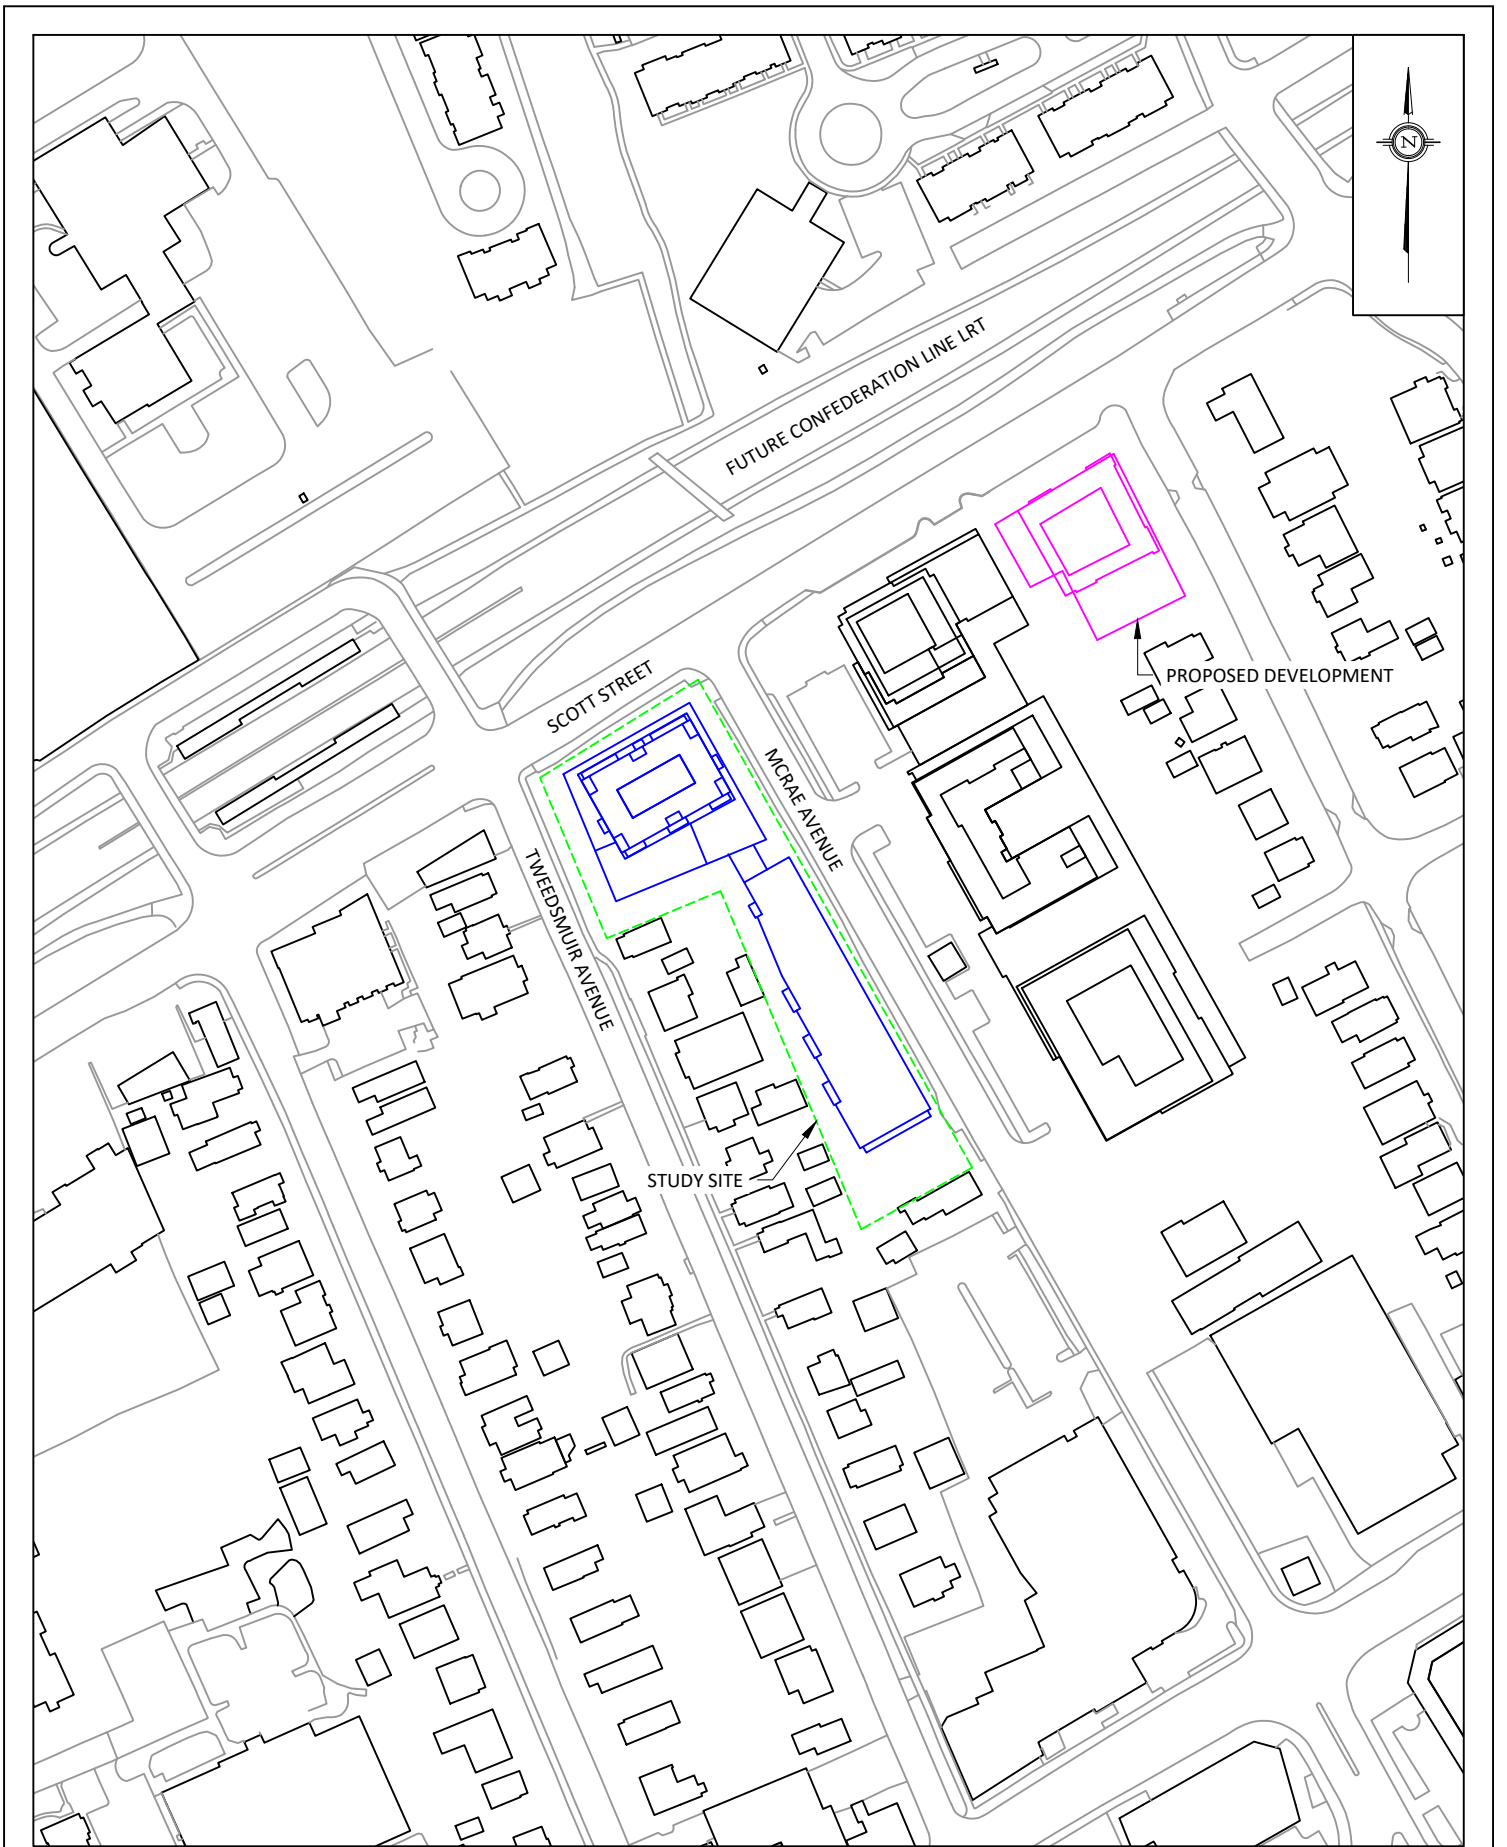 N
FUTURE CONFEDERATION LINE LRT
PROPOSED DEVELOPMENT
SCOTT STREET
MCRAE AVENUE
TWEEDSMUIR AVENUE
STUDY SITE